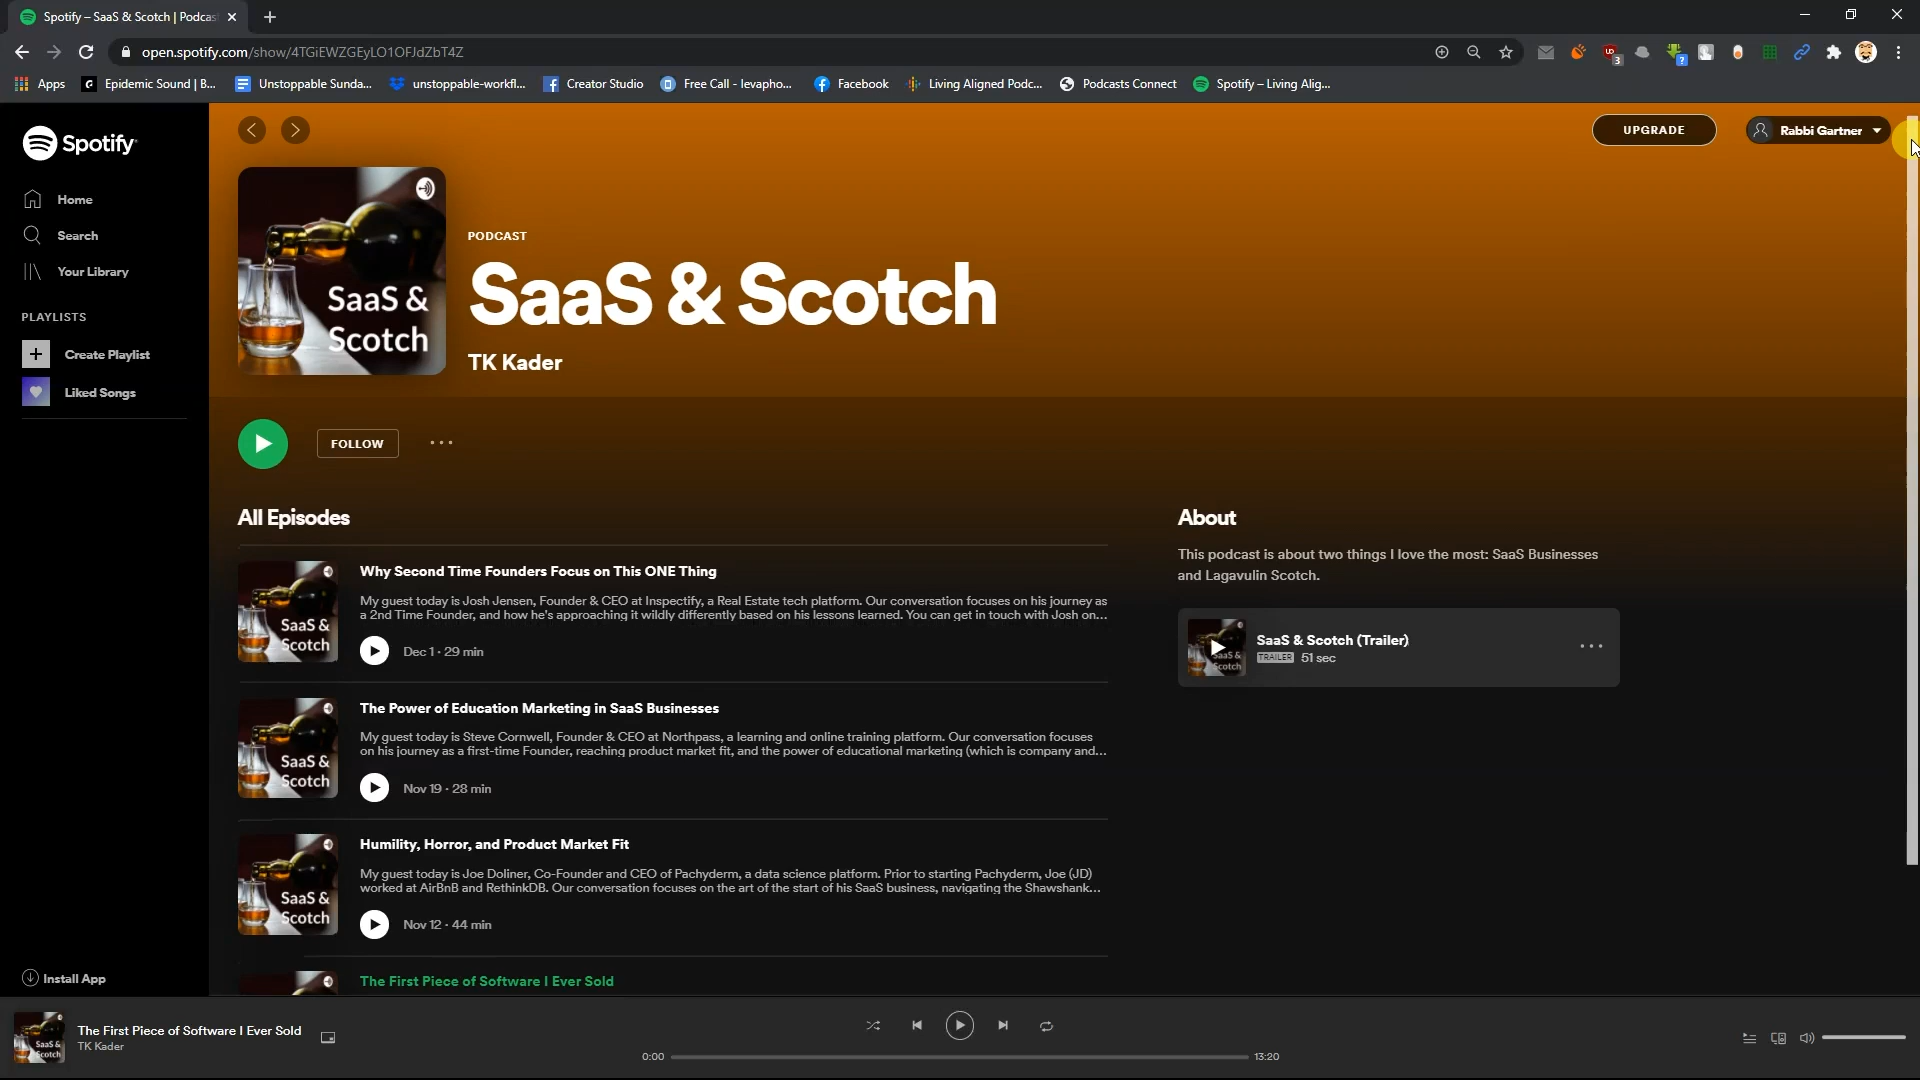 Spotify – SaaS & Scotch | Podcas
open.spotify.com/show/4TGiEWZGEyLO1OFJdZbT4Z
3
?
Apps
Epidemic Sound | B...
Unstoppable Sunda...
unstoppable-workfl...
Creator Studio
Free Call - Ievapho...
Facebook
Living Aligned Podc...
Podcasts Connect
Spotify – Living Alig...
Spotify
Home
Search
Your Library
PLAYLISTS
Create Playlist
Liked Songs
Install App
UPGRADE
Rabbi Gartner
SaaS &
Scotch
PODCAST
SaaS & Scotch
TK Kader
FOLLOW
All Episodes
SaaS &
Scotch
Why Second Time Founders Focus on This ONE Thing
My guest today is Josh Jensen, Founder & CEO at Inspectify, a Real Estate tech platform. Our conversation focuses on his journey as
a 2nd Time Founder, and how he's approaching it wildly differently based on his lessons learned. You can get in touch with Josh on...
Dec 1 · 29 min
SaaS &
Scotch
The Power of Education Marketing in SaaS Businesses
My guest today is Steve Cornwell, Founder & CEO at Northpass, a learning and online training platform. Our conversation focuses
on his journey as a first-time Founder, reaching product market fit, and the power of educational marketing (which is company and...
Nov 19 · 28 min
SaaS &
Scotch
Humility, Horror, and Product Market Fit
My guest today is Joe Doliner, Co-Founder and CEO of Pachyderm, a data science platform. Prior to starting Pachyderm, Joe (JD)
worked at AirBnB and RethinkDB. Our conversation focuses on the art of the start of his SaaS business, navigating the Shawshank...
Nov 12 · 44 min
The First Piece of Software I Ever Sold
About
This podcast is about two things I love the most: SaaS Businesses
and Lagavulin Scotch.
SaaS &
Scotch
SaaS & Scotch (Trailer)
TRAILER 51 sec
SaaS &
Scotch
The First Piece of Software I Ever Sold
TK Kader
0:00
13:20